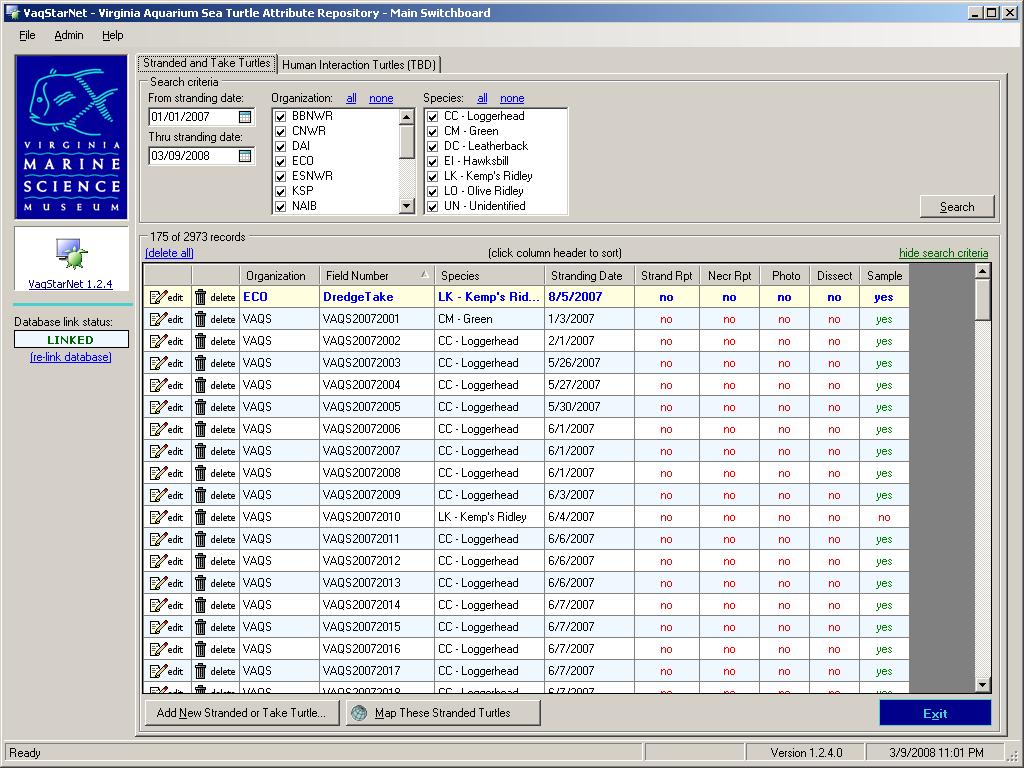 VaqStarNet - Virginia Aquarium Sea Turtle Attribute Repository - Main Switchboard
File Admin Help
VIRGINIA
MARINE
SCIENCE
MUSEUM
VaqStarNet 1.2.4
Database link status:
LINKED
(re-link database)
Stranded and Take Turtles Human Interaction Turtles (TBD)
Search criteria
From stranding date:
01/01/2007
Thru stranding date:
03/09/2008
Organization: all none
BBNWR
CNWR
DAI
ECO
ESNWR
KSP
NAIB
Species: all none
CC - Loggerhead
CM - Green
DC - Leatherback
EI - Hawksbill
LK - Kemp's Ridley
LO - Olive Ridley
UN - Unidentified
Search
175 of 2973 records
(delete all) (click column header to sort) hide search criteria
Organization Field Number Species Stranding Date Strand Rpt Necr Rpt Photo Dissect Sample
edit delete ECO DredgeTake LK - Kemp's Rid... 8/5/2007 no no no no yes
edit delete VAQS VAQS20072001 CM - Green 1/3/2007 no no no no yes
edit delete VAQS VAQS20072002 CC - Loggerhead 2/1/2007 no no no no yes
edit delete VAQS VAQS20072003 CC - Loggerhead 5/26/2007 no no no no yes
edit delete VAQS VAQS20072004 CC - Loggerhead 5/27/2007 no no no no yes
edit delete VAQS VAQS20072005 CC - Loggerhead 5/30/2007 no no no no yes
edit delete VAQS VAQS20072006 CC - Loggerhead 6/1/2007 no no no no yes
edit delete VAQS VAQS20072007 CC - Loggerhead 6/1/2007 no no no no yes
edit delete VAQS VAQS20072008 CC - Loggerhead 6/1/2007 no no no no yes
edit delete VAQS VAQS20072009 CC - Loggerhead 6/3/2007 no no no no yes
edit delete VAQS VAQS20072010 LK - Kemp's Ridley 6/4/2007 no no no no no
edit delete VAQS VAQS20072011 CC - Loggerhead 6/6/2007 no no no no yes
edit delete VAQS VAQS20072012 CC - Loggerhead 6/6/2007 no no no no yes
edit delete VAQS VAQS20072013 CC - Loggerhead 6/6/2007 no no no no yes
edit delete VAQS VAQS20072014 CC - Loggerhead 6/7/2007 no no no no yes
edit delete VAQS VAQS20072015 CC - Loggerhead 6/7/2007 no no no no yes
edit delete VAQS VAQS20072016 CC - Loggerhead 6/7/2007 no no no no yes
edit delete VAQS VAQS20072017 CC - Loggerhead 6/7/2007 no no no no yes
edit delete VAQS VAQS20072018 CC - Loggerhead 6/7/2007 no no no no yes
Add New Stranded or Take Turtle... Map These Stranded Turtles Exit
Ready Version 1.2.4.0 3/9/2008 11:01 PM